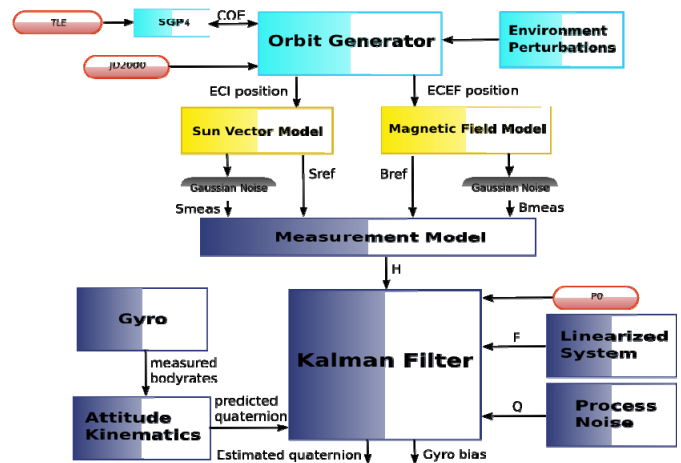 TLE
SGP4
COE
Orbit Generator
Environment
Perturbations
JD2000
ECI position
ECEF position
Sun Vector Model
Magnetic Field Model
Gaussian Noise
Sref
Bref
Gaussian Noise
Smeas
Bmeas
Measurement Model
H
P0
Gyro
Kalman Filter
F
Linearized
System
measured
bodyrates
predicted
quaternion
Attitude
Kinematics
Q
Process
Noise
Estimated quaternion
Gyro bias